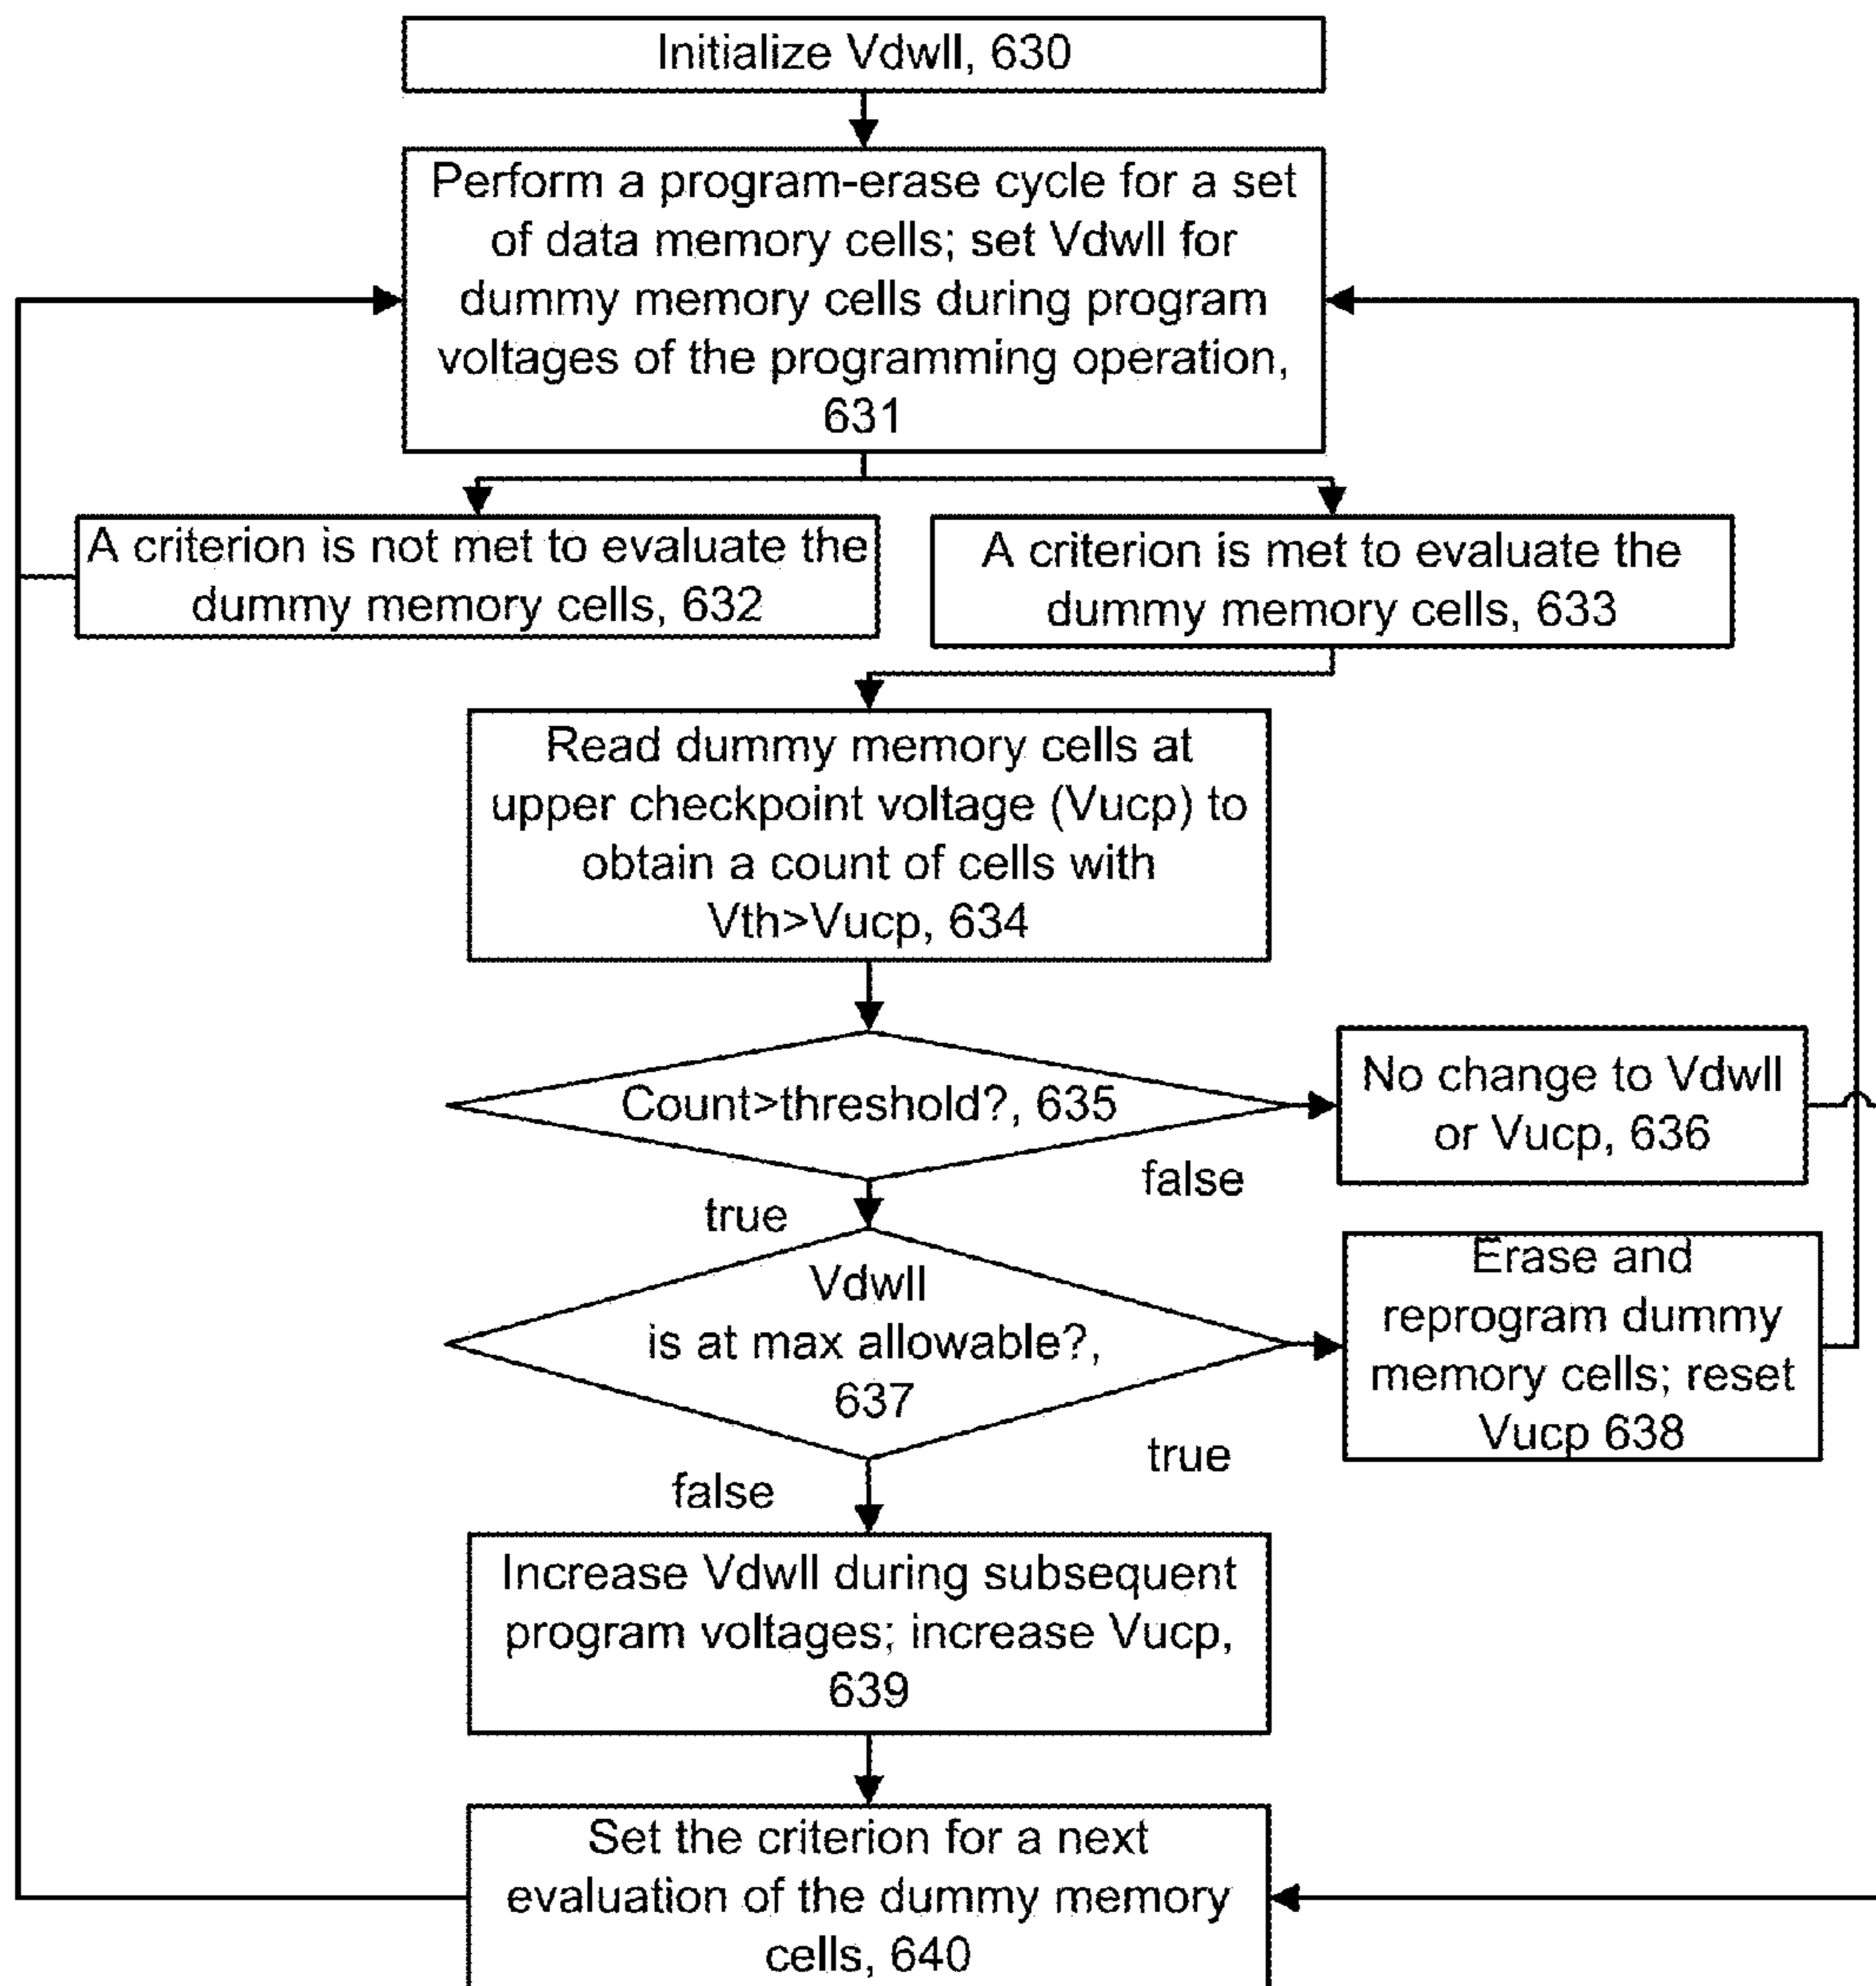 Initialize Vdwll, 630
Perform a program-erase cycle for a set
of data memory cells; set Vdwll for
dummy memory cells during program
voltages of the programming operation,
631
A criterion is not met to evaluate the
dummy memory cells, 632
A criterion is met to evaluate the
dummy memory cells, 633
Read dummy memory cells at
upper checkpoint voltage (Vucp) to
obtain a count of cells with
Vth>Vucp, 634
Count>threshold?, 635
false
No change to Vdwll
or Vucp, 636
true
Vdwll
is at max allowable?,
637
true
Erase and
reprogram dummy
memory cells; reset
Vucp 638
false
Increase Vdwll during subsequent
program voltages; increase Vucp,
639
Set the criterion for a next
evaluation of the dummy memory
cells, 640